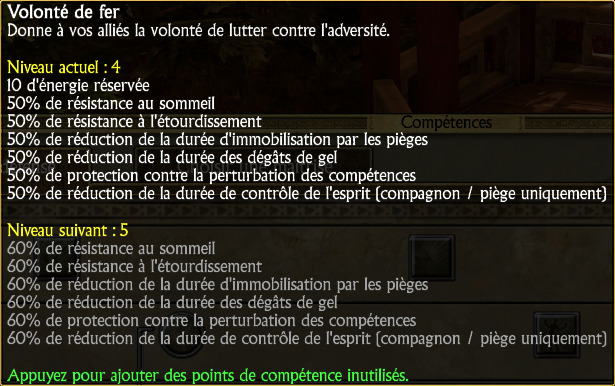 Volonté de fer
Donne à vos alliés la volonté de lutter contre l'adversité.
Niveau actuel : 4
10 d'énergie réservée
50% de résistance au sommeil
50% de résistance à l'étourdissement
Compétences
50% de réduction de la durée d'immobilisation par les pièges
50% de réduction de la durée des dégâts de gel
50% de protection contre la perturbation des compétences
50% de réduction de la durée de contrôle de l'esprit (compagnon / piège uniquement)
Niveau suivant : 5
60% de résistance au sommeil
60% de résistance à l'étourdissement
60% de réduction de la durée d'immobilisation par les pièges
60% de réduction de la durée des dégâts de gel
60% de protection contre la perturbation des compétences
60% de réduction de la durée de contrôle de l'esprit (compagnon / piège uniquement)
Appuyez pour ajouter des points de compétence inutilisés.